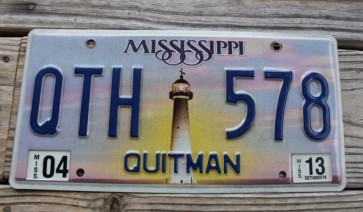 MISSISSIPPI
QTH 578
QUITMAN
MISS 04
MISS. 13